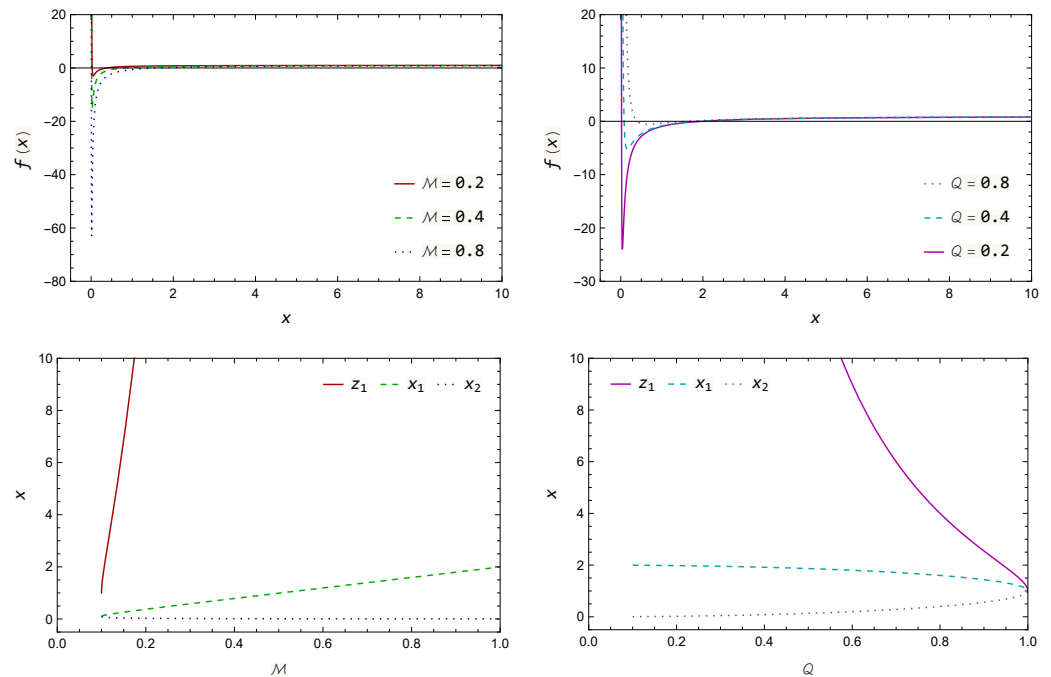 20
0
−20
−40
−60
−80
0 2 4 6 8 10
x
f (x)
ℳ = 0.2
ℳ = 0.4
ℳ = 0.8
20
10
0
−10
−20
−30
0 2 4 6 8 10
x
f (x)
𝒬 = 0.8
𝒬 = 0.4
𝒬 = 0.2
10
8
6
4
2
0
0.0 0.2 0.4 0.6 0.8 1.0
ℳ
x
z₁ x₁ x₂
10
8
6
4
2
0
0.0 0.2 0.4 0.6 0.8 1.0
𝒬
x
z₁ x₁ x₂